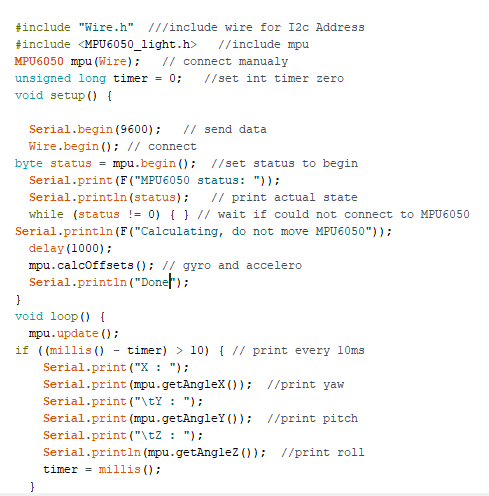 #include "Wire.h"  ///include wire for I2c Address
#include <MPU6050_light.h>   //include mpu
MPU6050 mpu(Wire);   // connect manualy
unsigned long timer = 0;   //set int timer zero
void setup() {
  Serial.begin(9600);   // send data
  Wire.begin(); // connect
byte status = mpu.begin();  //set status to begin
  Serial.print(F("MPU6050 status: "));
  Serial.println(status);   // print actual state
  while (status != 0) { } // wait if could not connect to MPU6050
Serial.println(F("Calculating, do not move MPU6050"));
  delay(1000);
  mpu.calcOffsets(); // gyro and accelero
  Serial.println("Done");
}
void loop() {
  mpu.update();
if ((millis() - timer) > 10) { // print every 10ms
    Serial.print("X : ");
    Serial.print(mpu.getAngleX());  //print yaw
    Serial.print("\tY : ");
    Serial.print(mpu.getAngleY());  //print pitch
    Serial.print("\tZ : ");
    Serial.println(mpu.getAngleZ());  //print roll
    timer = millis();
  }